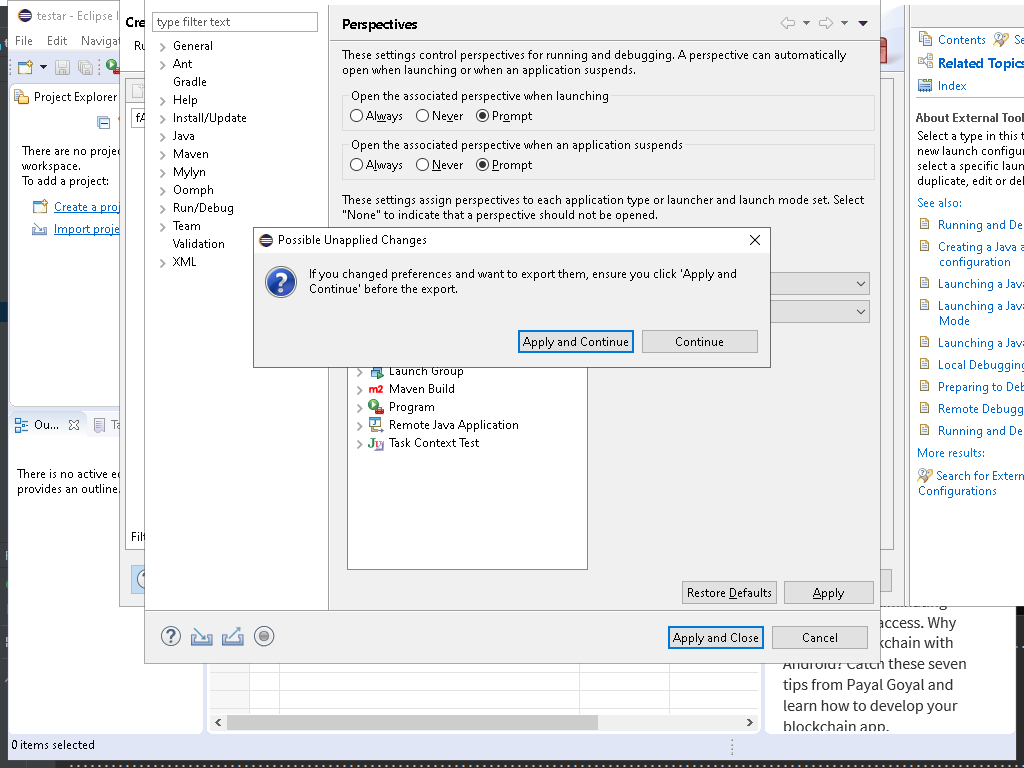 testar - Eclipse
File Edit Navigat
Project Explorer
There are no proje
workspace.
To add a project:
Create a proj
Import proje
Ou...
There is no active e
provides an outline.
0 items selected
Cre
Ru
Filt
type filter text
General
Ant
Gradle
Help
Install/Update
Java
Maven
Mylyn
Oomph
Run/Debug
Team
Validation
XML
Perspectives
These settings control perspectives for running and debugging. A perspective can automatically
open when launching or when an application suspends.
Open the associated perspective when launching
Always Never Prompt
Open the associated perspective when an application suspends
Always Never Prompt
These settings assign perspectives to each application type or launcher and launch mode set. Select
"None" to indicate that a perspective should not be opened.
Possible Unapplied Changes
If you changed preferences and want to export them, ensure you click 'Apply and
Continue' before the export.
Apply and Continue Continue
Launch Group
Maven Build
Program
Remote Java Application
Task Context Test
Restore Defaults Apply
Apply and Close Cancel
Contents Se
Related Topics
Index
About External Tool
Select a type in this t
new launch configur
select a specific laun
duplicate, edit or del
See also:
Running and De
Creating a Java a
configuration
Launching a Java
Launching a Java
Mode
Launching a Java
Local Debugging
Preparing to Deb
Remote Debugg
Running and De
More results:
Search for Extern
Configurations
access. Why
kchain with
Android? Catch these seven
tips from Payal Goyal and
learn how to develop your
blockchain app.